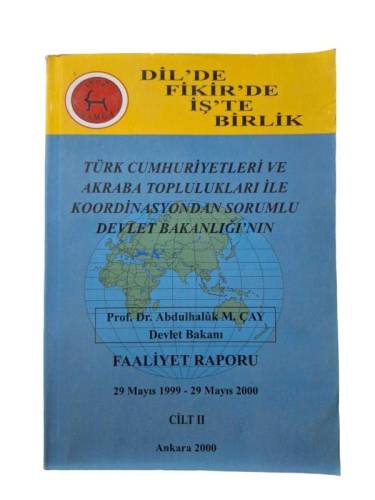 DİL'DE
FİKİR'DE
İŞ'TE
BİRLİK
TÜRK CUMHURİYETLERİ VE
AKRABA TOPLULUKLARI İLE
KOORDİNASYONDAN SORUMLU
DEVLET BAKANLIĞI'NIN
Prof. Dr. Abdulhalûk M. ÇAY
Devlet Bakanı
FAALİYET RAPORU
29 Mayıs 1999 - 29 Mayıs 2000
CİLT II
Ankara 2000